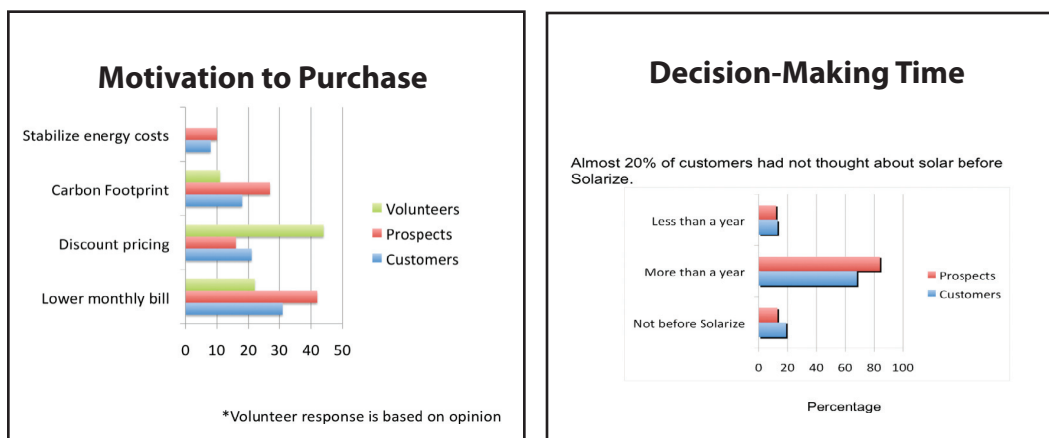 Motivation to Purchase
Stabilize energy costs
Carbon Footprint
Discount pricing
Lower monthly bill
0 10 20 30 40 50
Volunteers
Prospects
Customers
*Volunteer response is based on opinion
Decision-Making Time
Almost 20% of customers had not thought about solar before
Solarize.
Less than a year
More than a year
Not before Solarize
0 20 40 60 80 100
Prospects
Customers
Percentage